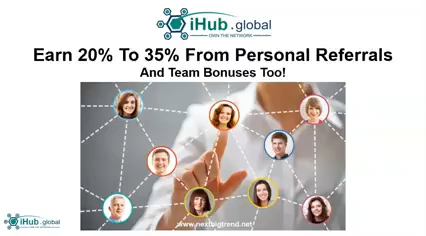 iHub.global
OWN THE NETWORK
Earn 20% To 35% From Personal Referrals
And Team Bonuses Too!
www.nextbigtrend.net
iHub.global